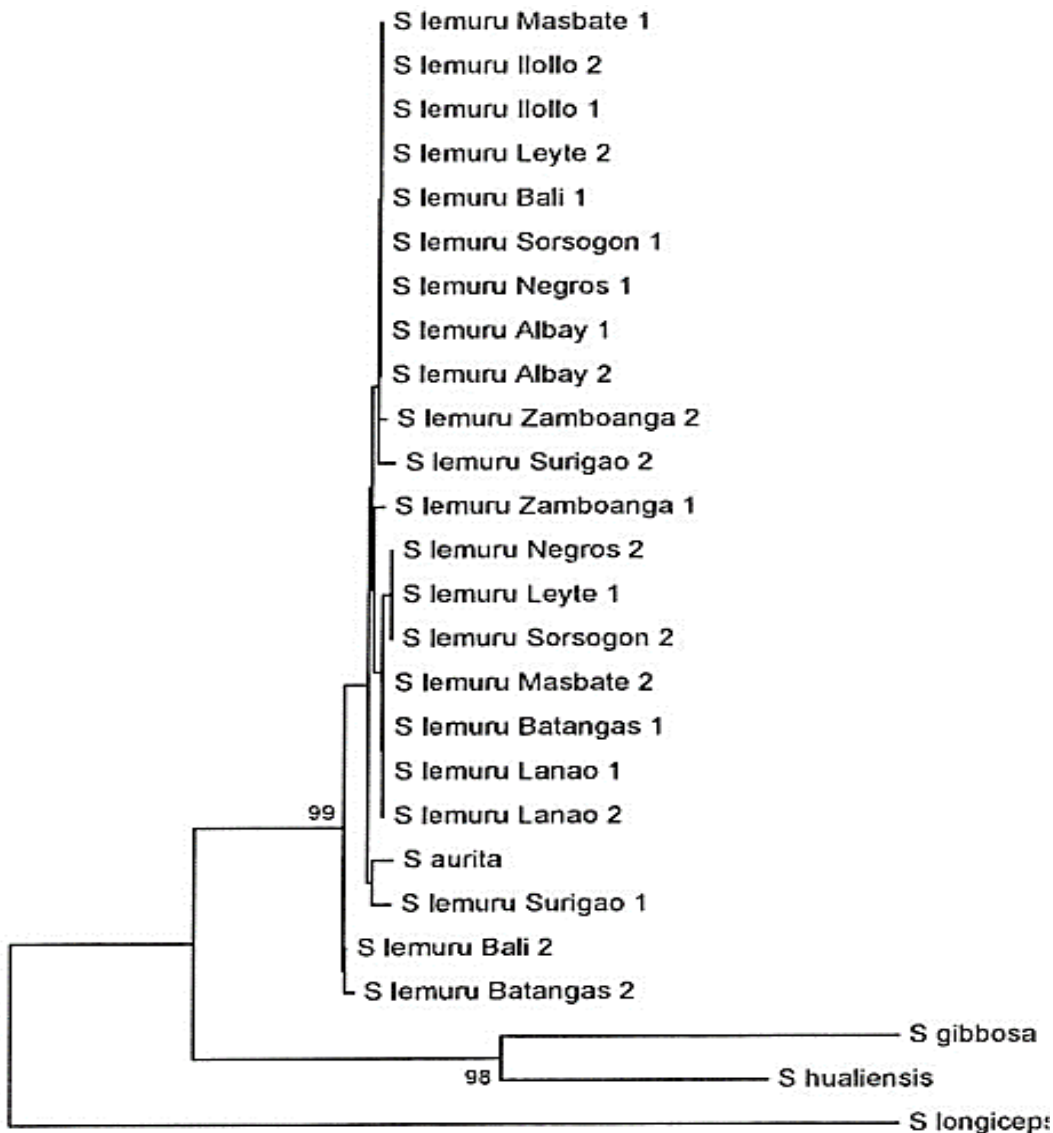 S lemuru Masbate 1
S lemuru Ilollo 2
S lemuru Ilollo 1
S lemuru Leyte 2
S lemuru Bali 1
S lemuru Sorsogon 1
S lemuru Negros 1
S lemuru Albay 1
S lemuru Albay 2
S lemuru Zamboanga 2
S lemuru Surigao 2
S lemuru Zamboanga 1
S lemuru Negros 2
S lemuru Leyte 1
S lemuru Sorsogon 2
S lemuru Masbate 2
S lemuru Batangas 1
S lemuru Lanao 1
S lemuru Lanao 2
99
S aurita
S lemuru Surigao 1
S lemuru Bali 2
S lemuru Batangas 2
S gibbosa
98
S hualiensis
S longiceps